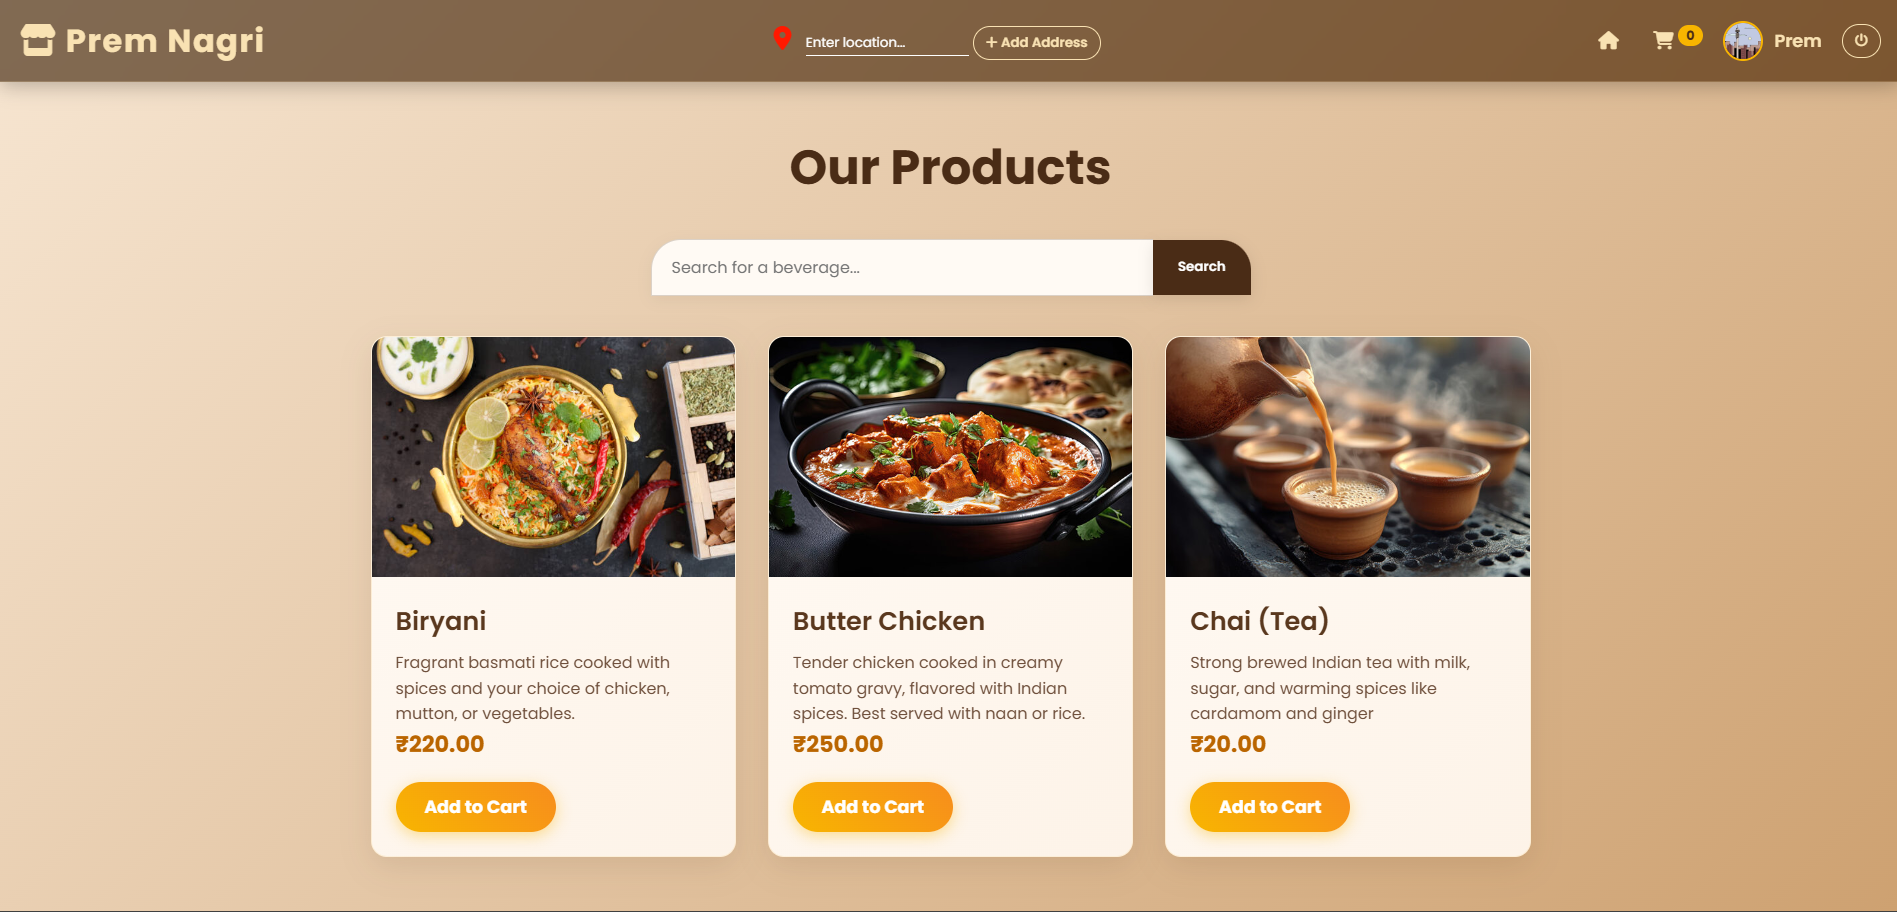 Prem Nagri
Enter location...
+ Add Address
0
Prem
Our Products
Search for a beverage...
Search
Biryani
Fragrant basmati rice cooked with
spices and your choice of chicken,
mutton, or vegetables.
₹220.00
Add to Cart
Butter Chicken
Tender chicken cooked in creamy
tomato gravy, flavored with Indian
spices. Best served with naan or rice.
₹250.00
Add to Cart
Chai (Tea)
Strong brewed Indian tea with milk,
sugar, and warming spices like
cardamom and ginger
₹20.00
Add to Cart